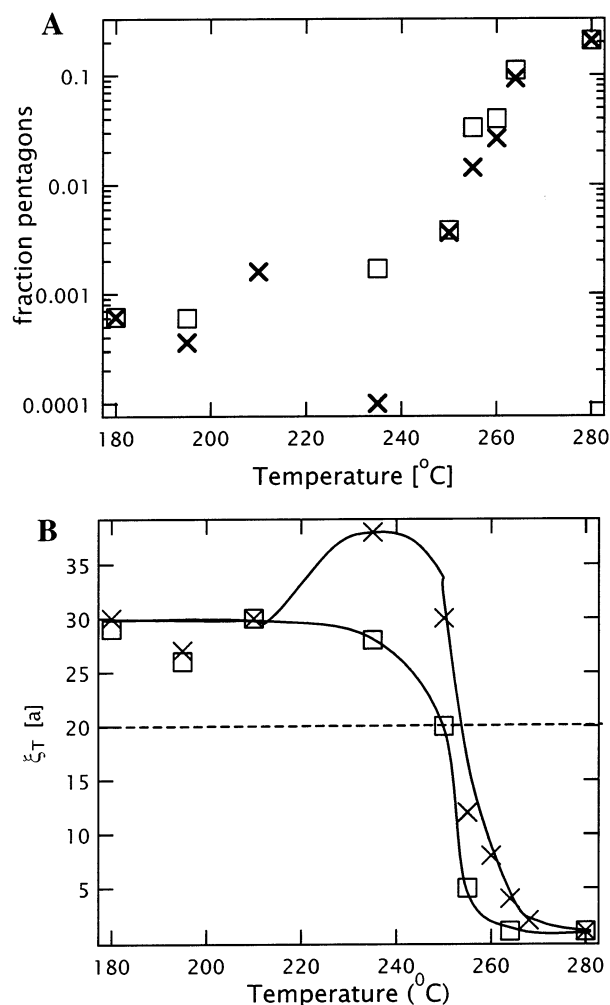 A
0.1
0.01
0.001
0.0001
fraction pentagons
180 200 220 240 260 280
Temperature [°C]
B
35
30
25
20
15
10
5
ξT [a]
180 200 220 240 260 280
Temperature (⁰C)